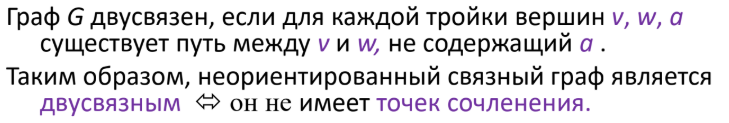 Граф G двусвязен, если для каждой тройки вершин v, w, a
существует путь между v и w, не содержащий a .
Таким образом, неориентированный связный граф является
двусвязным ⇔ он не имеет точек сочленения.